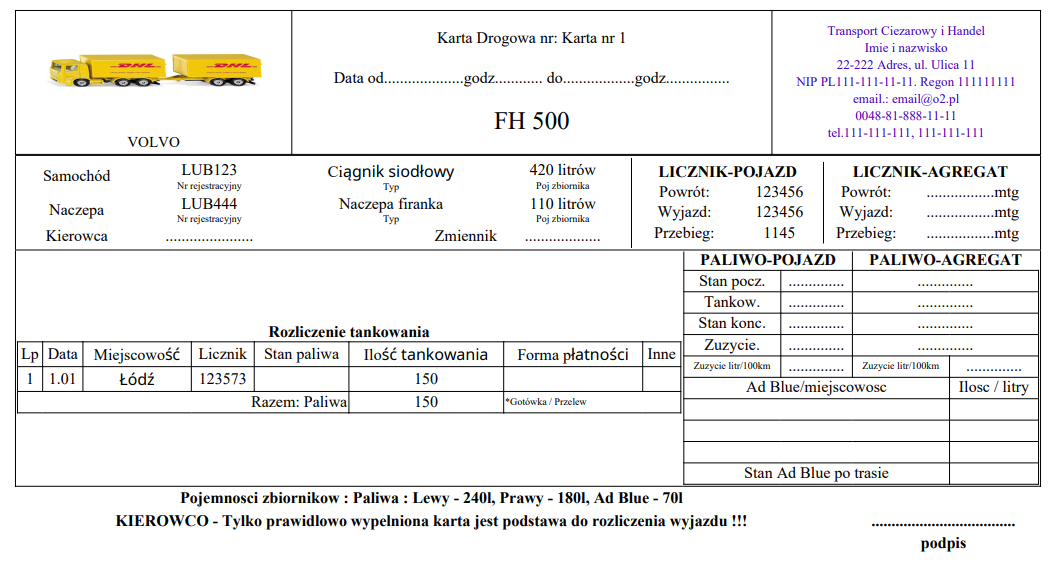 DHL DHL
VOLVO
Karta Drogowa nr: Karta nr 1
Data od....................godz............ do..................godz................
FH 500
Transport Ciezarowy i Handel
Imie i nazwisko
22-222 Adres, ul. Ulica 11
NIP PL111-111-11-11. Regon 111111111
email.: email@o2.pl
0048-81-888-11-11
tel.111-111-111, 111-111-111
Samochód LUB123 Ciągnik siodłowy 420 litrów
Nr rejestracyjny Typ Poj zbiornika
Naczepa LUB444 Naczepa firanka 110 litrów
Nr rejestracyjny Typ Poj zbiornika
Kierowca ...................... Zmiennik ...................
LICZNIK-POJAZD
Powrót: 123456
Wyjazd: 123456
Przebieg: 1145
LICZNIK-AGREGAT
Powrót: .................mtg
Wyjazd: .................mtg
Przebieg: .................mtg
Rozliczenie tankowania
Lp Data Miejscowość Licznik Stan paliwa Ilość tankowania Forma płatności Inne
1 1.01 Łódź 123573 150
Razem: Paliwa 150 *Gotówka / Przelew
PALIWO-POJAZD PALIWO-AGREGAT
Stan pocz. .............. ..............
Tankow. .............. ..............
Stan konc. .............. ..............
Zuzycie. .............. ..............
Zuzycie litr/100km .............. Zuzycie litr/100km ..............
Ad Blue/miejscowosc Ilosc / litry
Stan Ad Blue po trasie
Pojemnosci zbiornikow : Paliwa : Lewy - 240l, Prawy - 180l, Ad Blue - 70l
KIEROWCO - Tylko prawidlowo wypelniona karta jest podstawa do rozliczenia wyjazdu !!!
....................................
podpis